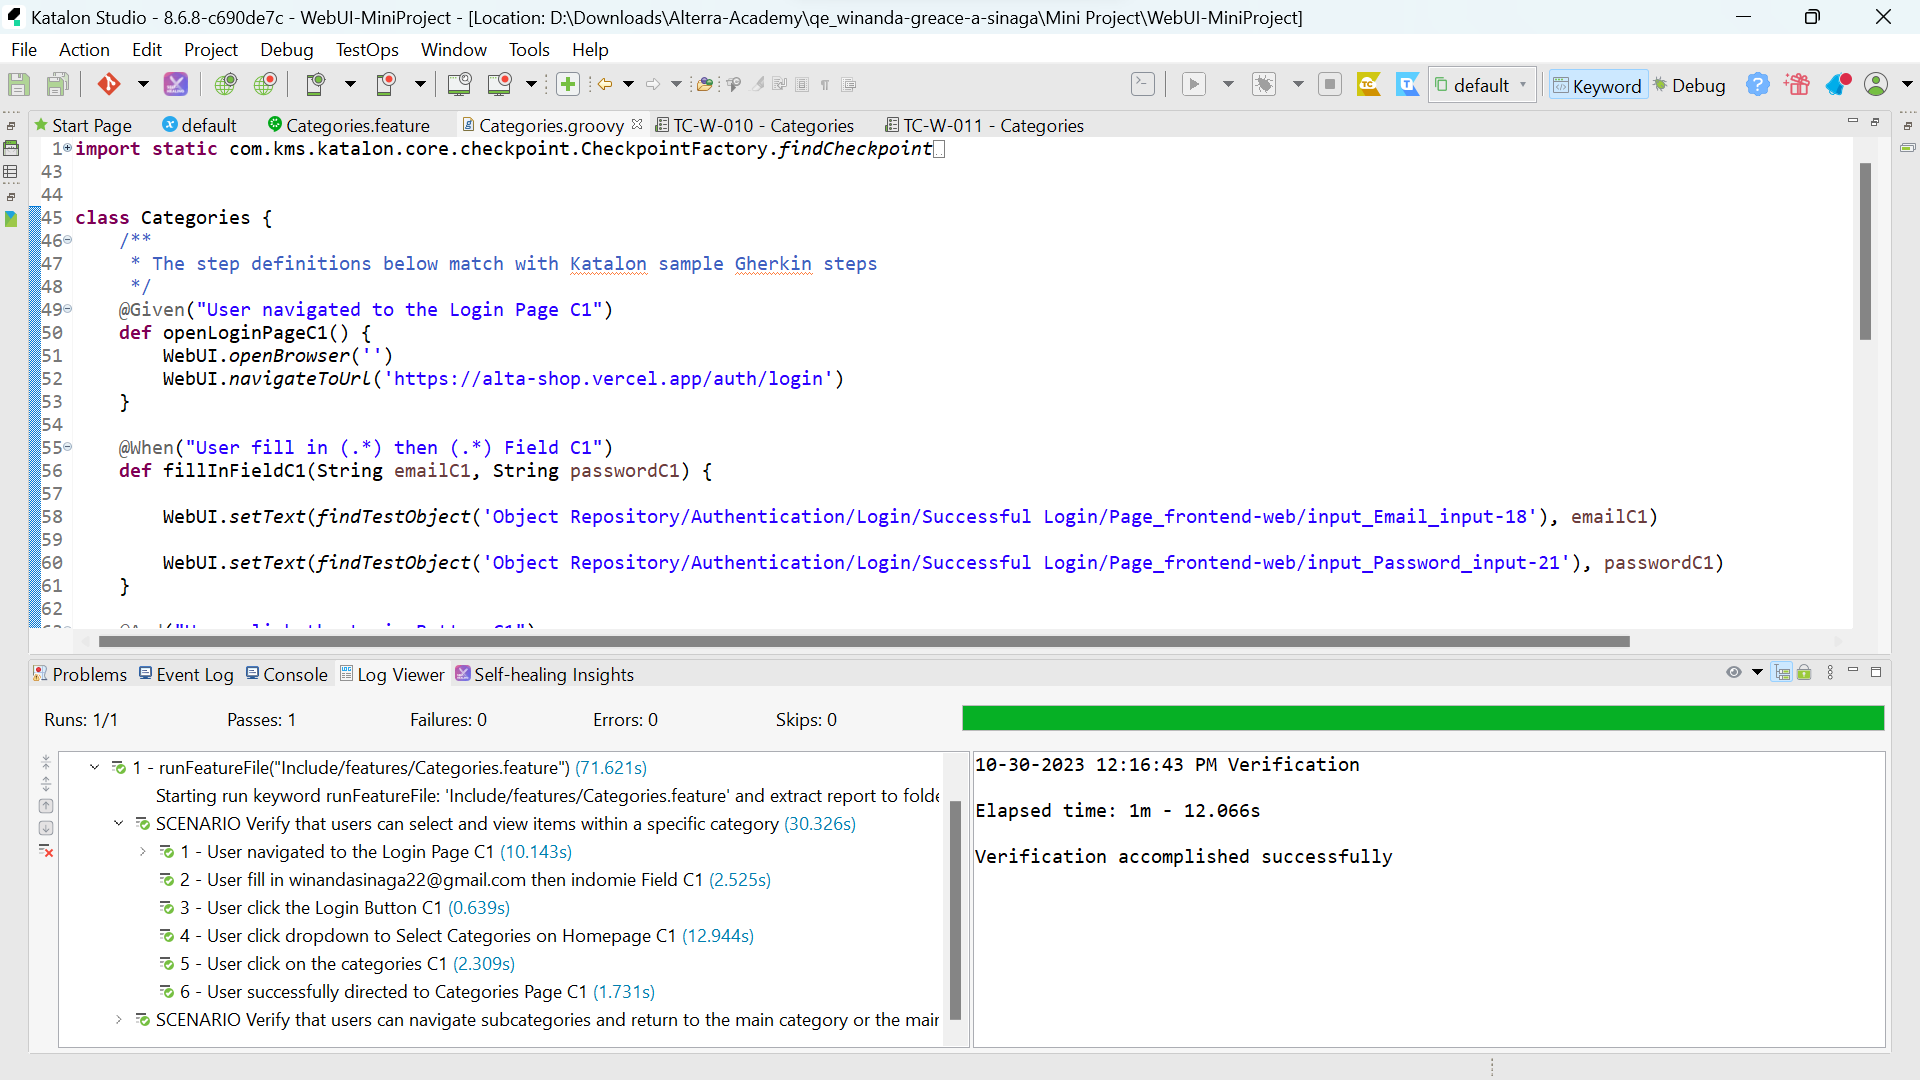 Katalon Studio - 8.6.8-c690de7c - WebUI-MiniProject - [Location: D:\Downloads\Alterra-Academy\qe_winanda-greace-a-sinaga\Mini Project\WebUI-MiniProject]
File Action Edit Project Debug TestOps Window Tools Help
default Keyword Debug
Start Page default Categories.feature Categories.groovy TC-W-010 - Categories TC-W-011 - Categories
1 import static com.kms.katalon.core.checkpoint.CheckpointFactory.findCheckpoint
43
44
45 class Categories {
46 /**
47 * The step definitions below match with Katalon sample Gherkin steps
48 */
49 @Given("User navigated to the Login Page C1")
50 def openLoginPageC1() {
51 WebUI.openBrowser('')
52 WebUI.navigateToUrl('https://alta-shop.vercel.app/auth/login')
53 }
54
55 @When("User fill in (.*) then (.*) Field C1")
56 def fillInFieldC1(String emailC1, String passwordC1) {
57
58 WebUI.setText(findTestObject('Object Repository/Authentication/Login/Successful Login/Page_frontend-web/input_Email_input-18'), emailC1)
59
60 WebUI.setText(findTestObject('Object Repository/Authentication/Login/Successful Login/Page_frontend-web/input_Password_input-21'), passwordC1)
61 }
62
Problems Event Log Console Log Viewer Self-healing Insights
Runs: 1/1 Passes: 1 Failures: 0 Errors: 0 Skips: 0
1 - runFeatureFile("Include/features/Categories.feature") (71.621s)
Starting run keyword runFeatureFile: 'Include/features/Categories.feature' and extract report to folde
SCENARIO Verify that users can select and view items within a specific category (30.326s)
1 - User navigated to the Login Page C1 (10.143s)
2 - User fill in winandasinaga22@gmail.com then indomie Field C1 (2.525s)
3 - User click the Login Button C1 (0.639s)
4 - User click dropdown to Select Categories on Homepage C1 (12.944s)
5 - User click on the categories C1 (2.309s)
6 - User successfully directed to Categories Page C1 (1.731s)
SCENARIO Verify that users can navigate subcategories and return to the main category or the mair
10-30-2023 12:16:43 PM Verification
Elapsed time: 1m - 12.066s
Verification accomplished successfully